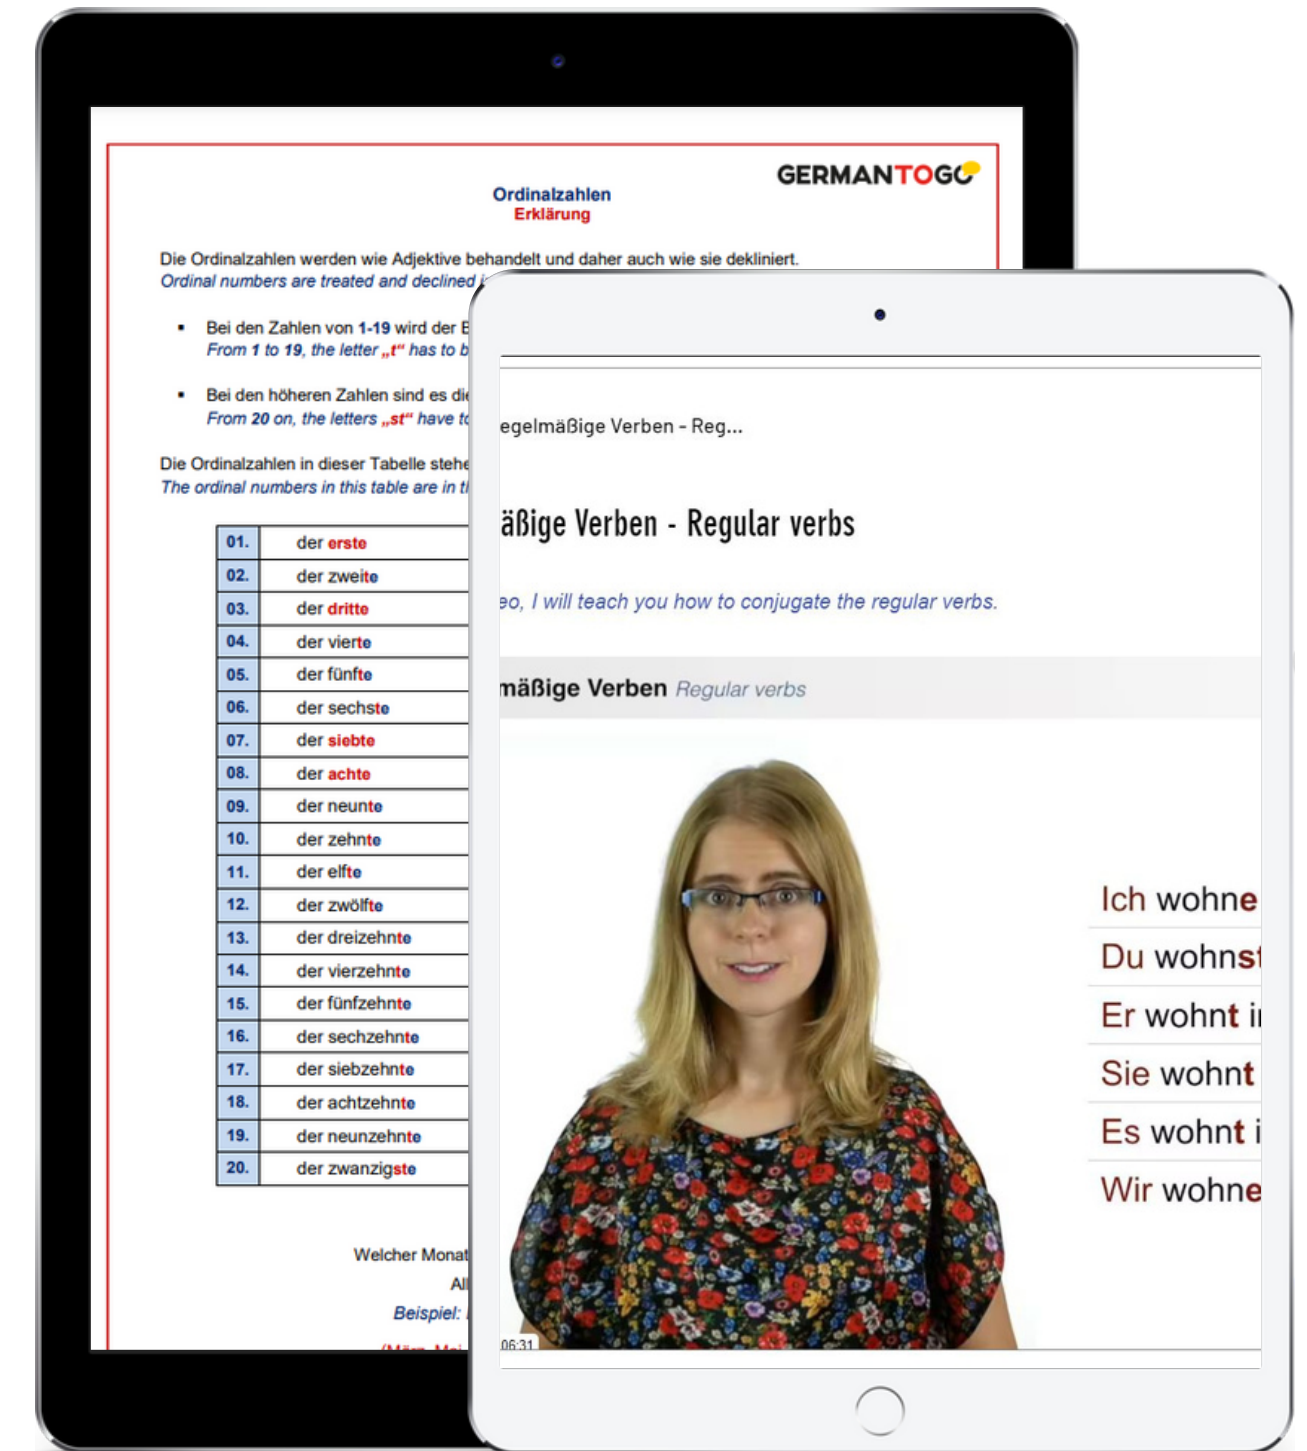 GERMANTOGO
Ordinalzahlen
Erklärung
Die Ordinalzahlen werden wie Adjektive behandelt und daher auch wie sie dekliniert.
Ordinal numbers are treated and declined
▪ Bei den Zahlen von 1-19 wird der
From 1 to 19, the letter „t“ has to
▪ Bei den höheren Zahlen sind es die
From 20 on, the letters „st“ have to
Die Ordinalzahlen in dieser Tabelle stehe
The ordinal numbers in this table are in
01. der erste
02. der zweite
03. der dritte
04. der vierte
05. der fünfte
06. der sechste
07. der siebte
08. der achte
09. der neunte
10. der zehnte
11. der elfte
12. der zwölfte
13. der dreizehnte
14. der vierzehnte
15. der fünfzehnte
16. der sechzehnte
17. der siebzehnte
18. der achtzehnte
19. der neunzehnte
20. der zwanzigste
Welcher Monat
All
Beispiel:
egelmäßige Verben - Reg...
äßige Verben - Regular verbs
eo, I will teach you how to conjugate the regular verbs.
mäßige Verben Regular verbs
Ich wohne
Du wohnst
Er wohnt i
Sie wohnt
Es wohnt i
Wir wohne
06:31